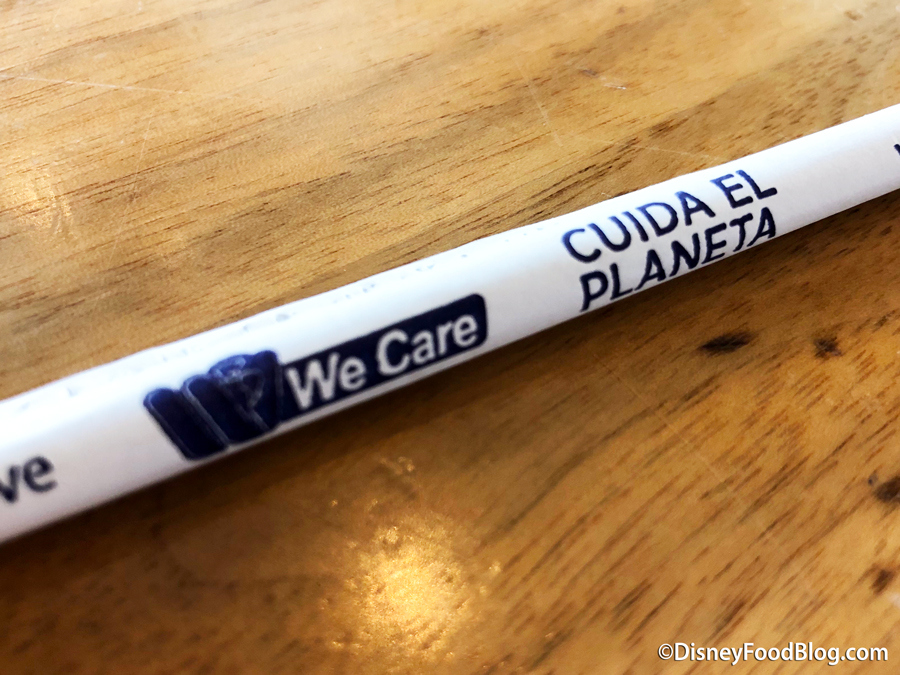 We Care
CUIDA EL
PLANETA
ve
©DisneyFoodBlog.com